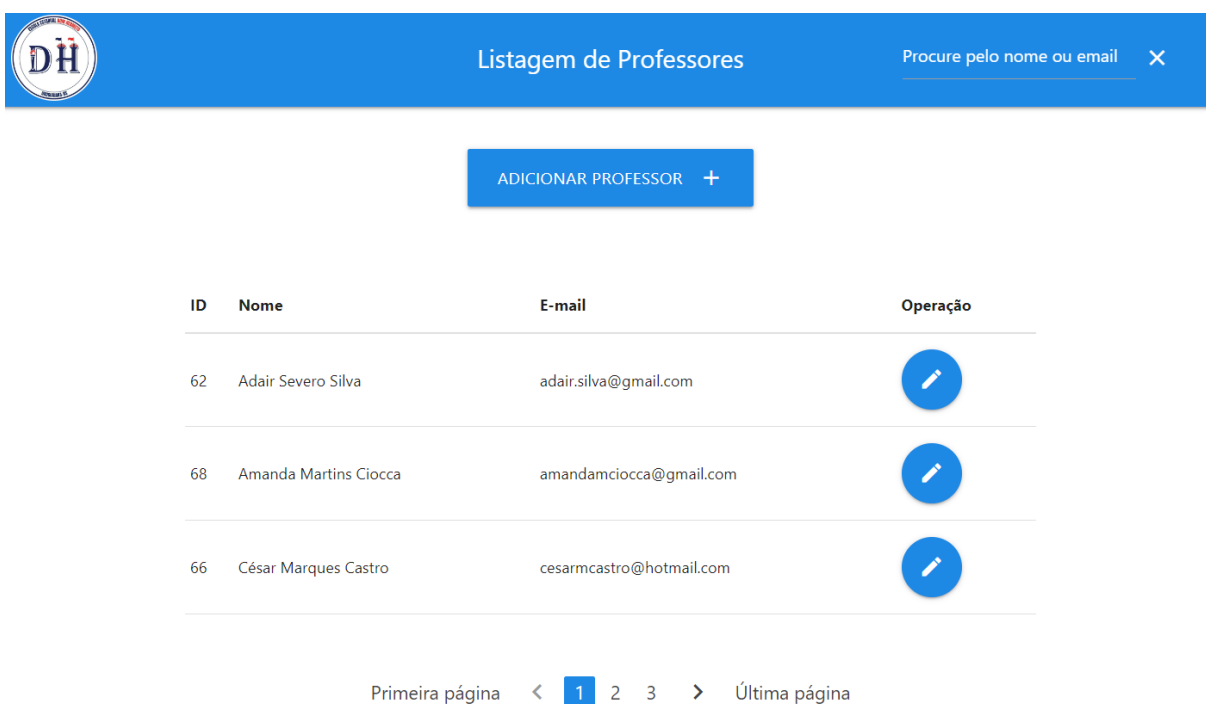 DH
Listagem de Professores
Procure pelo nome ou email
ADICIONAR PROFESSOR +
ID Nome E-mail Operação
62 Adair Severo Silva adair.silva@gmail.com
68 Amanda Martins Ciocca amandamciocca@gmail.com
66 César Marques Castro cesarmcastro@hotmail.com
Primeira página 1 2 3 Última página